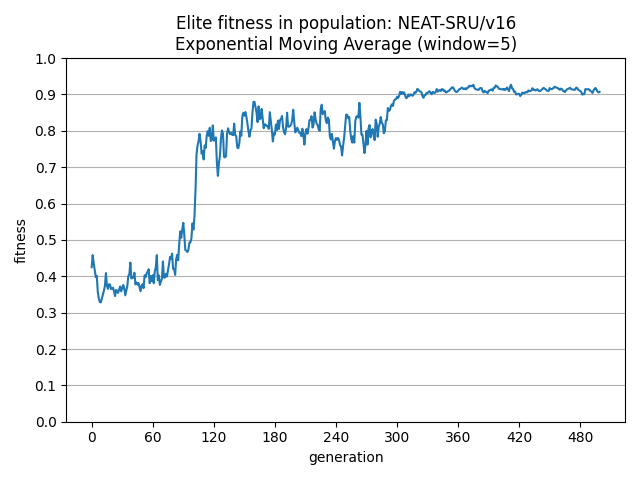 Elite fitness in population: NEAT-SRU/v16
Exponential Moving Average (window=5)
1.0
0.9
0.8
0.7
0.6
0.5
0.4
0.3
0.2
0.1
0.0
fitness
0 60 120 180 240 300 360 420 480
generation